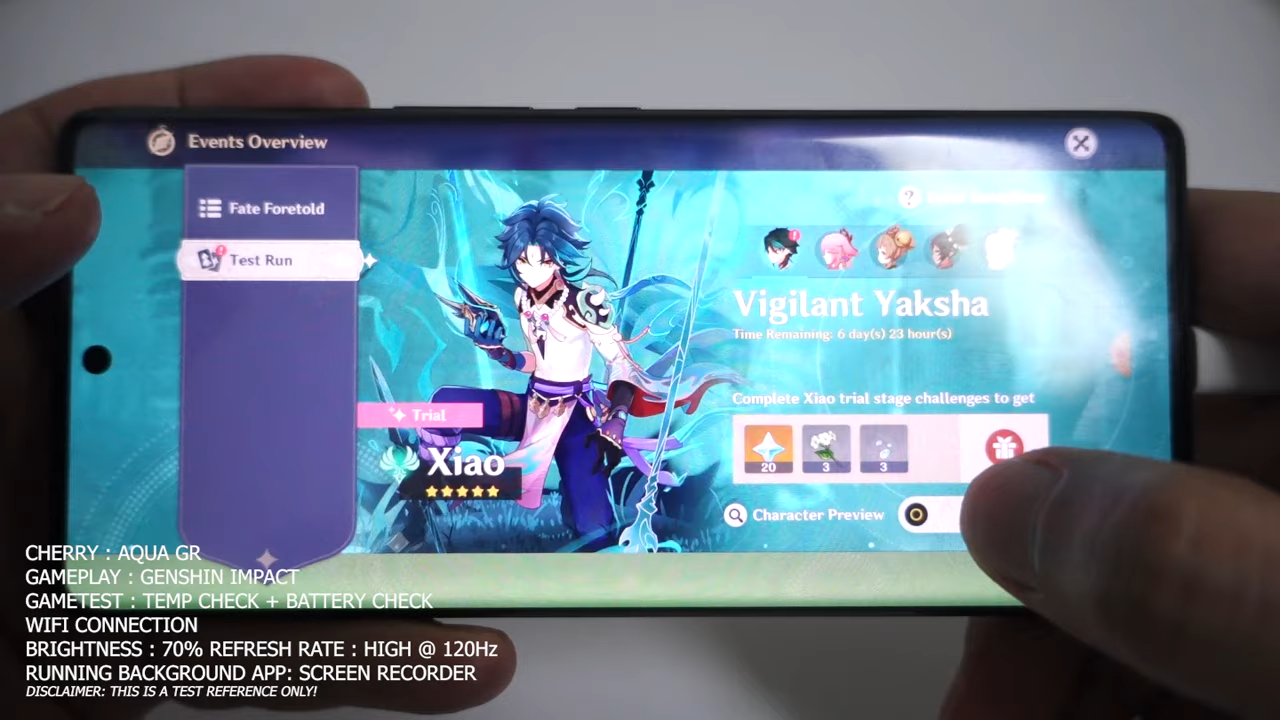 Events Overview
Fate Foretold
Test Run
Vigilant Yaksha
Time Remaining: 6 day(s) 23 hour(s)
Complete Xiao trial stage challenges to get
Trial
Xiao
20
3
3
Character Preview
CHERRY : AQUA GR
GAMEPLAY : GENSHIN IMPACT
GAMETEST : TEMP CHECK + BATTERY CHECK
WIFI CONNECTION
BRIGHTNESS : 70% REFRESH RATE : HIGH @ 120Hz
RUNNING BACKGROUND APP: SCREEN RECORDER
DISCLAIMER: THIS IS A TEST REFERENCE ONLY!